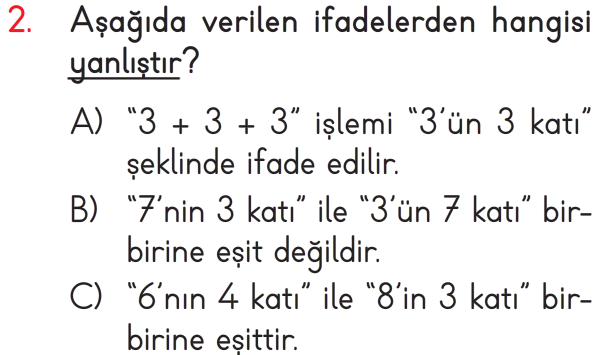 2. Aşağıda verilen ifadelerden hangisi
yanlıştır?
A) “3 + 3 + 3” işlemi “3’ün 3 katı”
şeklinde ifade edilir.
B) “7’nin 3 katı” ile “3’ün 7 katı” bir-
birine eşit değildir.
C) “6’nın 4 katı” ile “8’in 3 katı” bir-
birine eşittir.